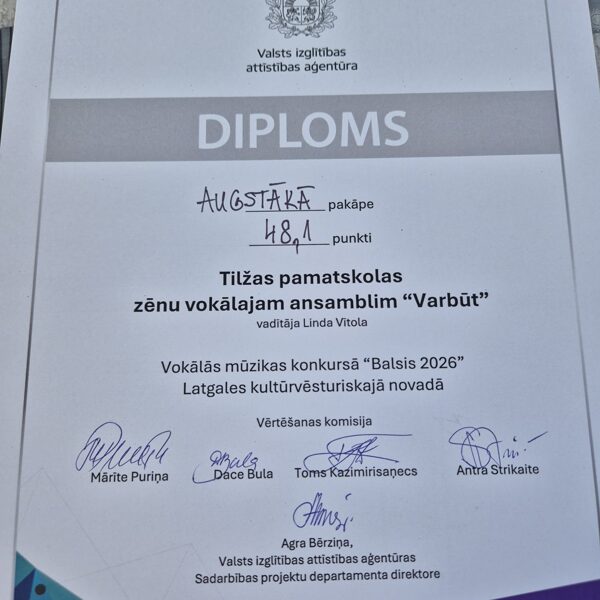 Valsts izglītības
attīstības aģentūra
DIPLOMS
AUGSTĀKĀ pakāpe
48,1 punkti
Tilžas pamatskolas
zēnu vokālajam ansamblim “Varbūt”
vadītāja Linda Vītola
Vokālās mūzikas konkursā “Balsis 2026”
Latgales kultūrvēsturiskajā novadā
Vērtēšanas komisija
Mārīte Puriņa Dace Bula Toms Kazimirisaņecs Antra Strikaite
Agra Bērziņa,
Valsts izglītības attīstības aģentūras
Sadarbības projektu departamenta direktore